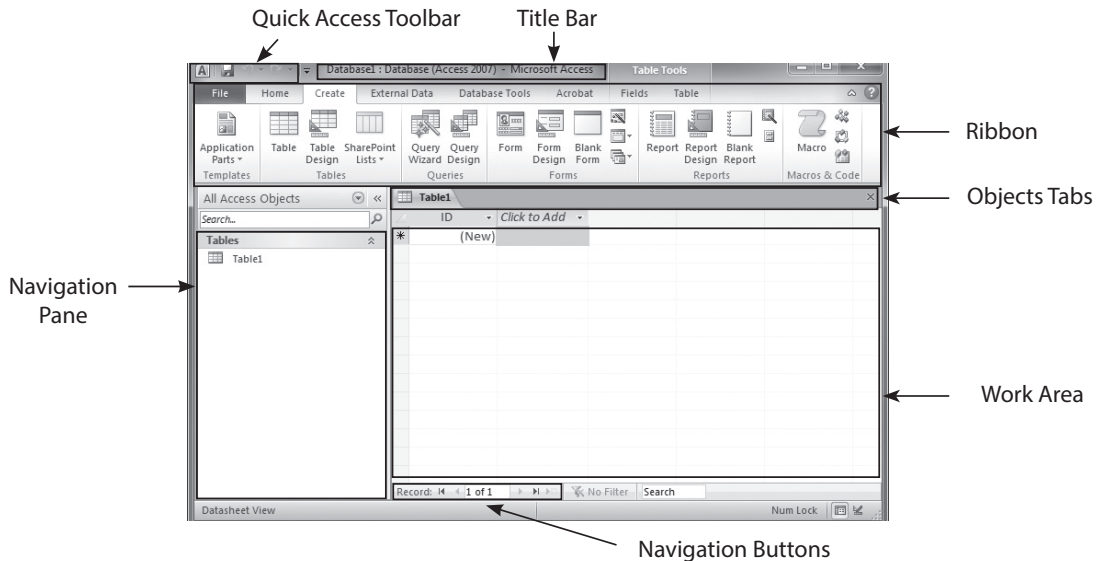 Quick Access Toolbar
Title Bar
Database1 : Database (Access 2007) - Microsoft Access
Table Tools
File Home Create External Data Database Tools Acrobat Fields Table
Application Parts
Table
Table Design
SharePoint Lists
Query Wizard
Query Design
Form
Form Design
Blank Form
Report
Report Design
Blank Report
Macro
Templates Tables Queries Forms Reports Macros & Code
Ribbon
All Access Objects
Table1
Objects Tabs
Search...
ID Click to Add
Tables
(New)
Table1
Navigation
Pane
Work Area
Record: 1 of 1 No Filter Search
Datasheet View
Num Lock
Navigation Buttons